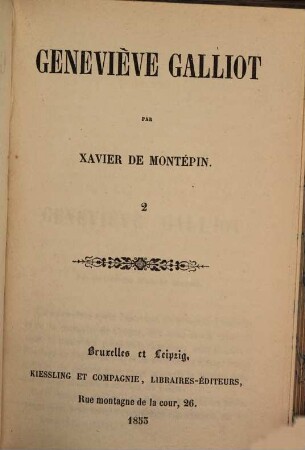 GENEVIÈVE GALLIOT
PAR
XAVIER DE MONTÉPIN.
2
Bruxelles et Leipzig,
KIESSLING ET COMPAGNIE, LIBRAIRES-ÉDITEURS,
Rue montagne de la cour, 26.
1853